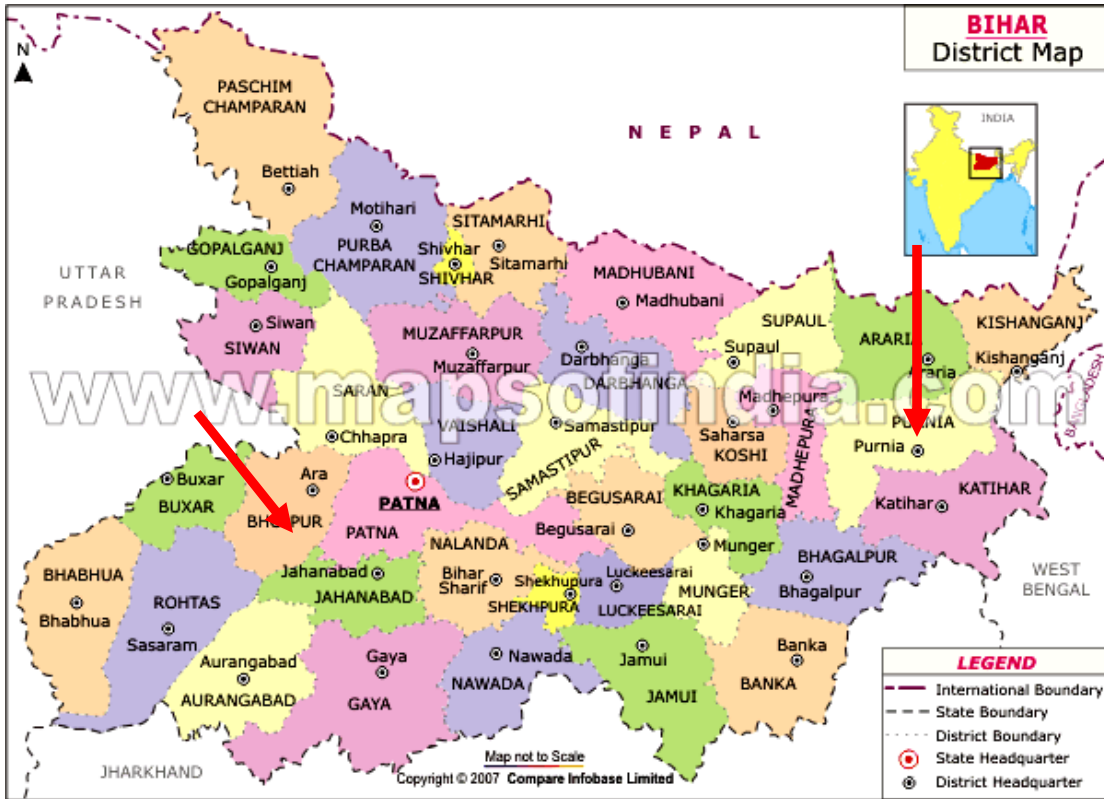 BIHAR
District Map
N
INDIA
NEPAL
PASCHIM
CHAMPARAN
Bettiah
Motihari
PURBA
CHAMPARAN
SITAMARHI
Sitamarhi
Shivhar
SHIVHAR
GOPALGANJ
Gopalganj
UTTAR
PRADESH
MADHUBANI
Madhubani
Siwan
SIWAN
MUZAFFARPUR
Muzaffarpur
Darbhanga
DARBHANGA
SUPAUL
Supaul
ARARIA
Araria
KISHANGANJ
Kishanganj
BANGLADESH
www.mapsofindia.com
SARAN
Chhapra
VAISHALI
Hajipur
Samastipur
SAMASTIPUR
Madhepura
MADHEPURA
Saharsa
KOSHI
PURNIA
Purnia
Katihar
KATIHAR
Buxar
BUXAR
Ara
BHOJPUR
PATNA
PATNA
BEGUSARAI
Begusarai
KHAGARIA
Khagaria
Munger
MUNGER
BHAGALPUR
Bhagalpur
WEST
BENGAL
BHABHUA
Bhabhua
ROHTAS
Sasaram
Jahanabad
JAHANABAD
NALANDA
Bihar
Sharif
Shekhupura
SHEKHPURA
Luckeesarai
LUCKEESARAI
Aurangabad
AURANGABAD
Gaya
GAYA
Nawada
NAWADA
Jamui
JAMUI
Banka
BANKA
JHARKHAND
Map not to Scale
Copyright © 2007 Compare Infobase Limited
LEGEND
International Boundary
State Boundary
District Boundary
State Headquarter
District Headquarter